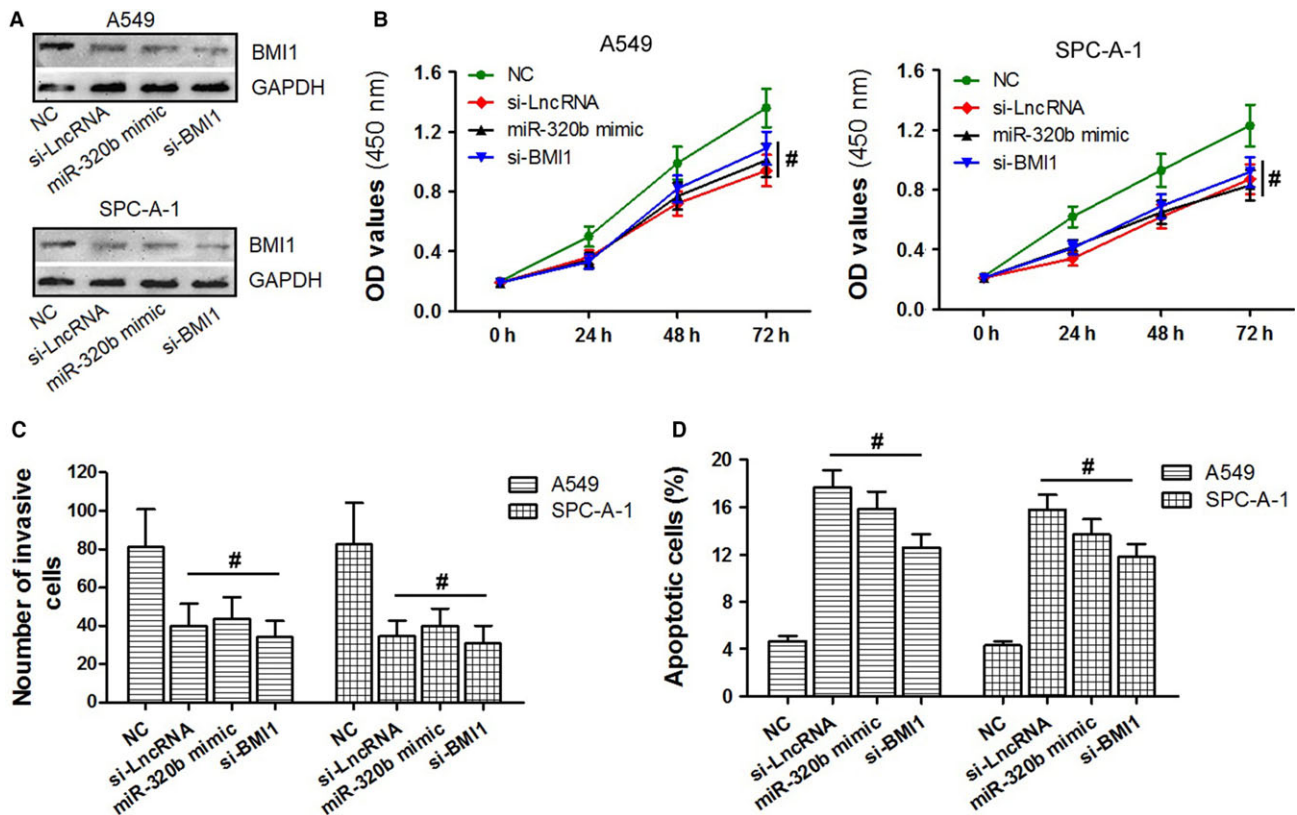 A
A549
BMI1
GAPDH
NC
si-LncRNA
miR-320b mimic
si-BMI1
SPC-A-1
BMI1
GAPDH
NC
si-LncRNA
miR-320b mimic
si-BMI1
B
A549
OD values (450 nm)
1.6
1.2
0.8
0.4
0.0
NC
si-LncRNA
miR-320b mimic
si-BMI1
#
0 h
24 h
48 h
72 h
SPC-A-1
OD values (450 nm)
1.6
1.2
0.8
0.4
0.0
NC
si-LncRNA
miR-320b mimic
si-BMI1
#
0 h
24 h
48 h
72 h
C
Nounber of invasive
cells
120
100
80
60
40
20
0
A549
SPC-A-1
#
#
NC
si-LncRNA
miR-320b mimic
si-BMI1
NC
si-LncRNA
miR-320b mimic
si-BMI1
D
Apoptotic cells (%)
20
16
12
8
4
0
#
#
A549
SPC-A-1
NC
si-LncRNA
miR-320b mimic
si-BMI1
NC
si-LncRNA
miR-320b mimic
si-BMI1